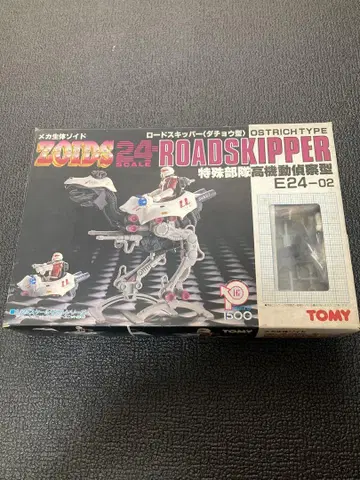 メカ生体ゾイド
ロードスキッパー(ダチョウ型)
OSTRICH TYPE
ZOIDS 24 SCALE
ROADSKIPPER
特殊部隊高機動偵察型
E24-02
1500
TOMY